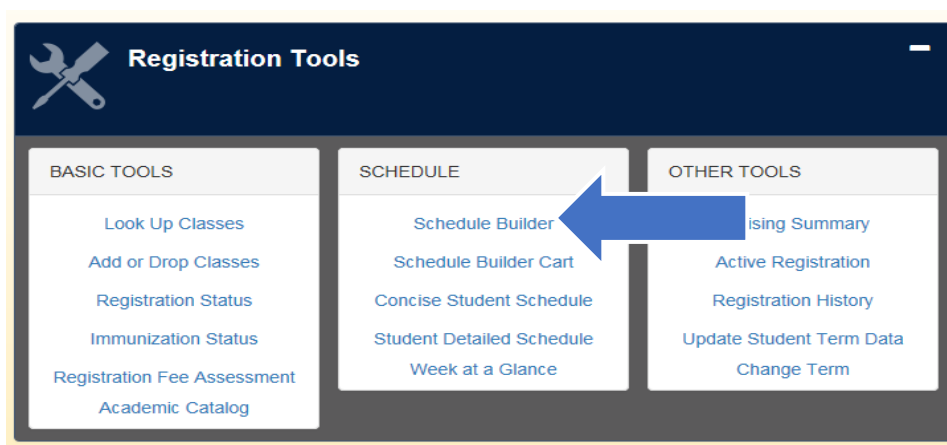 Registration Tools
BASIC TOOLS
Look Up Classes
Add or Drop Classes
Registration Status
Immunization Status
Registration Fee Assessment
Academic Catalog
SCHEDULE
Schedule Builder
Schedule Builder Cart
Concise Student Schedule
Student Detailed Schedule
Week at a Glance
OTHER TOOLS
Summary
Active Registration
Registration History
Update Student Term Data
Change Term